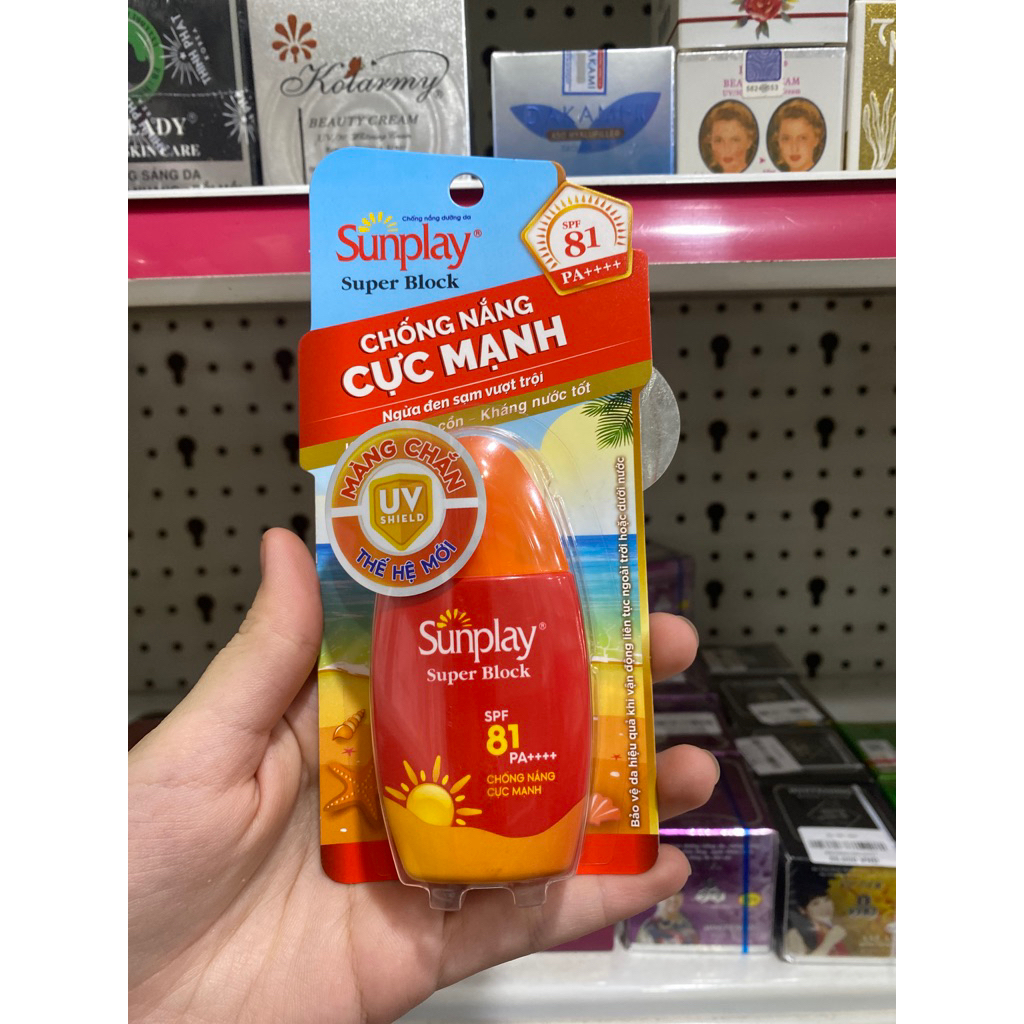 Kolarmy
BEAUTY CREAM
EADY
KIN CARE
G SÁNG DA
DAKAMI
Chống nắng dưỡng da
Sunplay®
Super Block
SPF
81
PA++++
CHỐNG NẮNG
CỰC MẠNH
Ngừa đen sạm vượt trội
cồn - Kháng nước tốt
MÀNG CHẮN
UV
SHIELD
THẾ HỆ MỚI
Sunplay®
Super Block
SPF
81
PA++++
CHỐNG NẮNG
CỰC MẠNH
Bảo vệ da hiệu quả khi vận động liên tục ngoài trời hoặc dưới nước